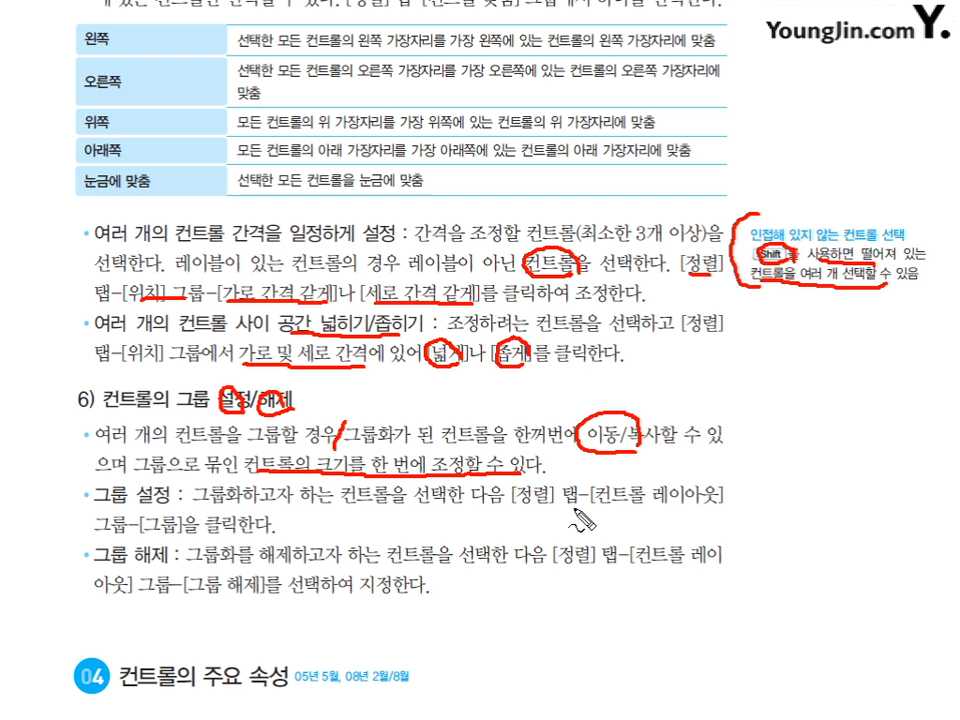 YoungJin.com Y.
왼쪽 선택한 모든 컨트롤의 왼쪽 가장자리를 가장 왼쪽에 있는 컨트롤의 왼쪽 가장자리에 맞춤
오른쪽 선택한 모든 컨트롤의 오른쪽 가장자리를 가장 오른쪽에 있는 컨트롤의 오른쪽 가장자리에
맞춤
위쪽 모든 컨트롤의 위 가장자리를 가장 위쪽에 있는 컨트롤의 위 가장자리에 맞춤
아래쪽 모든 컨트롤의 아래 가장자리를 가장 아래쪽에 있는 컨트롤의 아래 가장자리에 맞춤
눈금에 맞춤 선택한 모든 컨트롤을 눈금에 맞춤
• 여러 개의 컨트롤 간격을 일정하게 설정 : 간격을 조정할 컨트롤(최소한 3개 이상)을
선택한다. 레이블이 있는 컨트롤의 경우 레이블이 아닌 컨트롤을 선택한다. [정렬]
탭-[위치] 그룹-[가로 간격 같게]나 [세로 간격 같게]를 클릭하여 조정한다.
• 여러 개의 컨트롤 사이 공간 넓히기/좁히기 : 조정하려는 컨트롤을 선택하고 [정렬]
탭-[위치] 그룹에서 가로 및 세로 간격에 있어 [넓게]나 [좁게]를 클릭한다.
인접해 있지 않는 컨트롤 선택
Shift 를 사용하면 떨어져 있는
컨트롤을 여러 개 선택할 수 있음
6) 컨트롤의 그룹 설정/해제
• 여러 개의 컨트롤을 그룹할 경우 그룹화가 된 컨트롤을 한꺼번에 이동/복사할 수 있
으며 그룹으로 묶인 컨트롤의 크기를 한 번에 조정할 수 있다.
• 그룹 설정 : 그룹화하고자 하는 컨트롤을 선택한 다음 [정렬] 탭-[컨트롤 레이아웃]
그룹-[그룹]을 클릭한다.
• 그룹 해제 : 그룹화를 해제하고자 하는 컨트롤을 선택한 다음 [정렬] 탭-[컨트롤 레이
아웃] 그룹-[그룹 해제]를 선택하여 지정한다.
04 컨트롤의 주요 속성 05년 5월, 08년 2월/8월